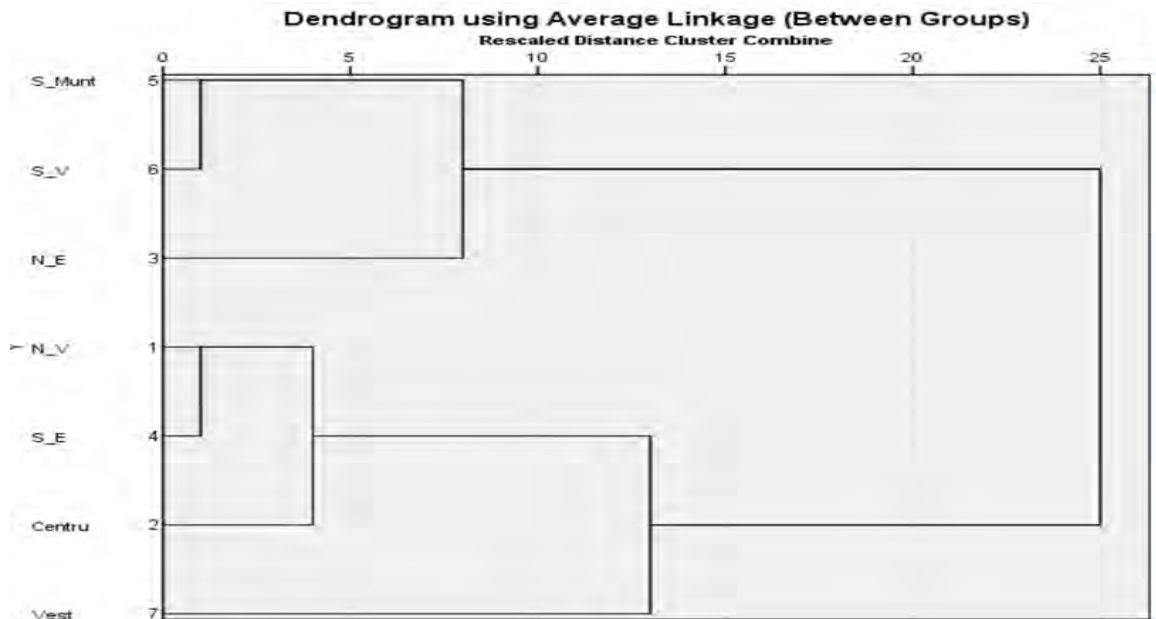 Dendrogram using Average Linkage (Between Groups)
Rescaled Distance Cluster Combine
0 5 10 15 20 25
S_Munt 5
S_V 6
N_E 3
Y N_V 1
S_E 4
Centru 2
Vest 7